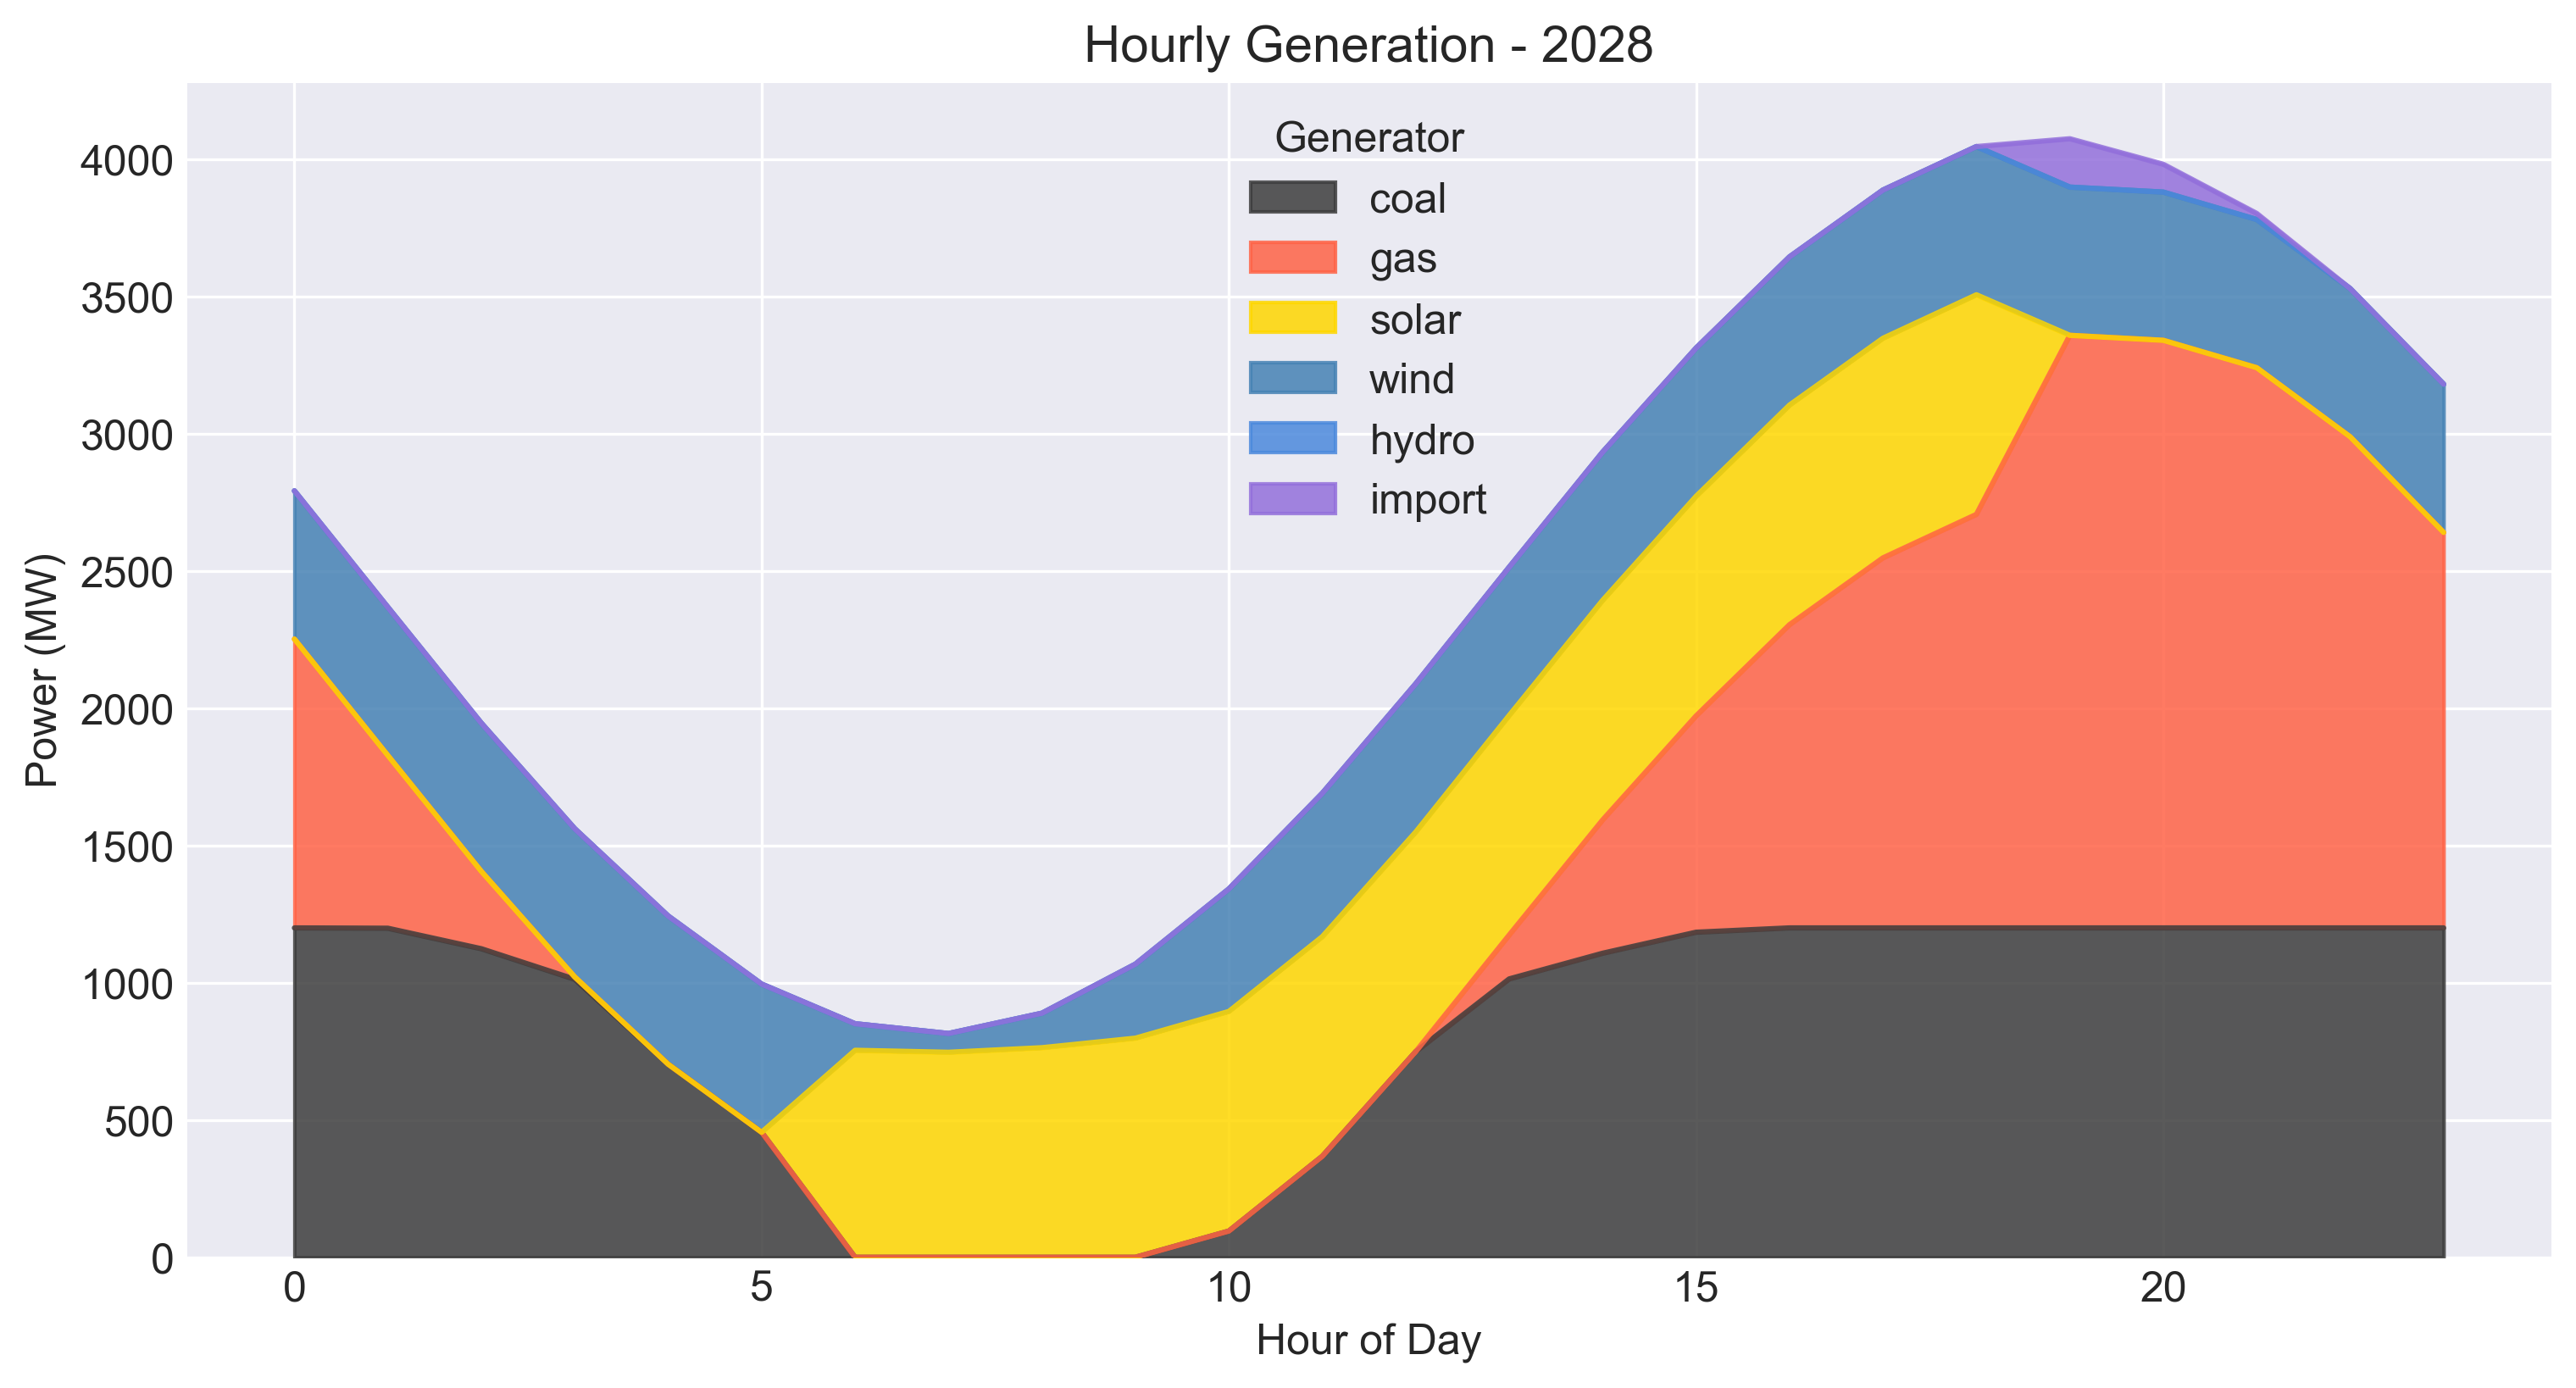 Hourly Generation - 2028
Generator
coal
gas
solar
wind
hydro
import
Power (MW)
4000
3500
3000
2500
2000
1500
1000
500
0
0 5 10 15 20
Hour of Day